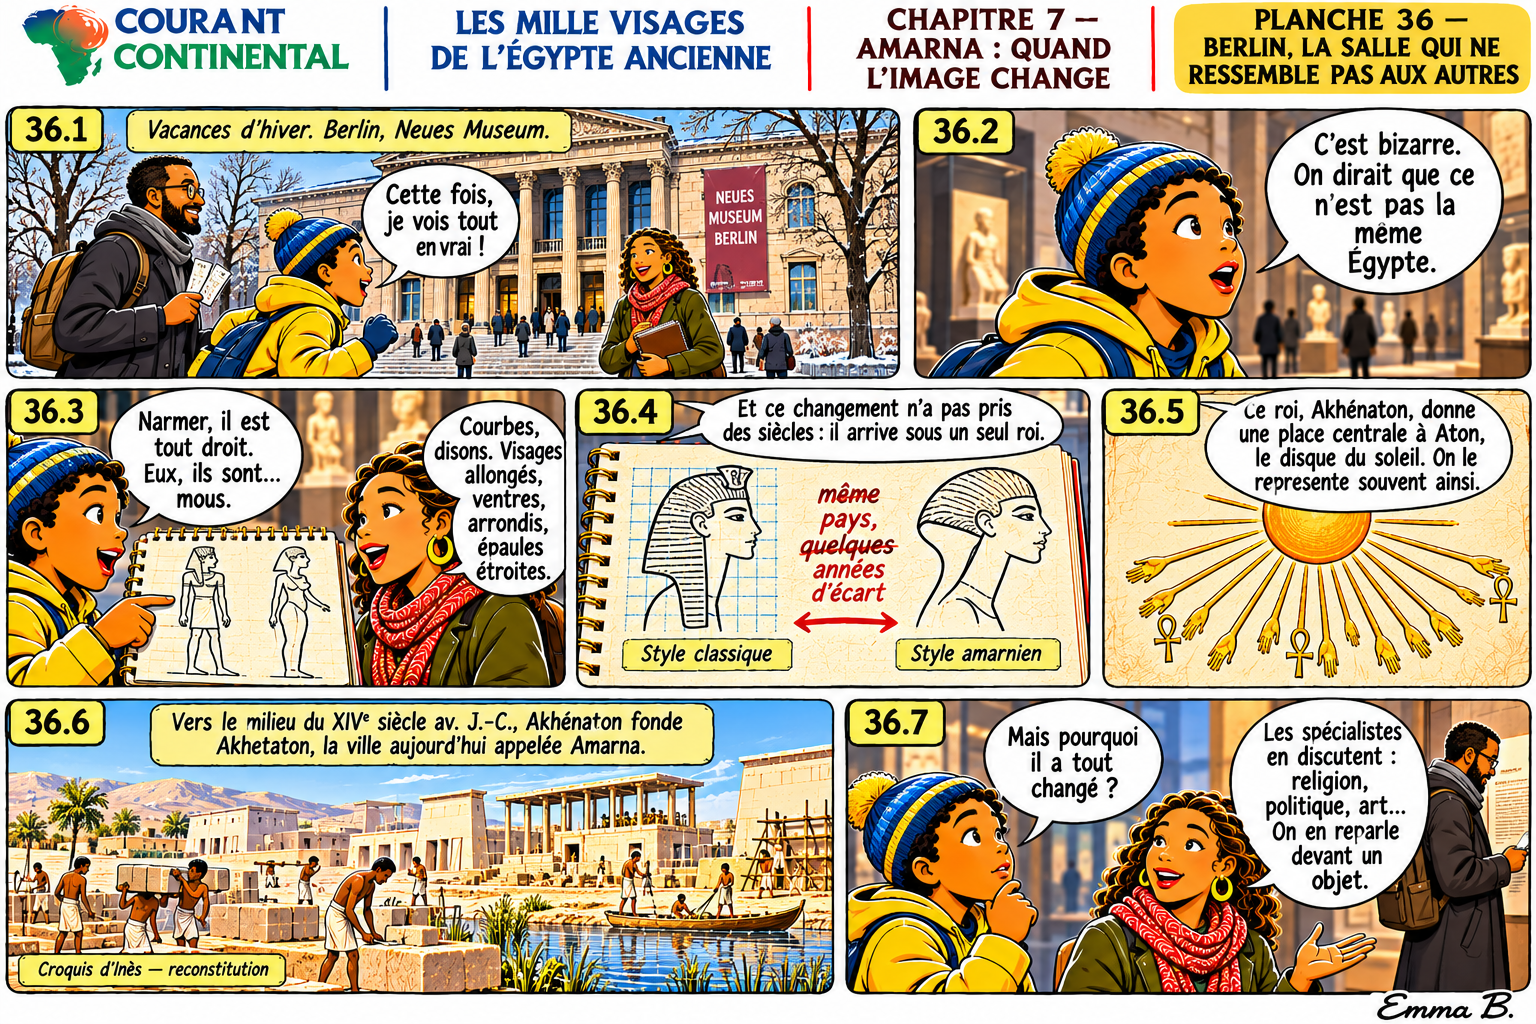 COURANT
CONTINENTAL
LES MILLE VISAGES
DE L'ÉGYPTE ANCIENNE
CHAPITRE 7 –
AMARNA : QUAND
L'IMAGE CHANGE
PLANCHE 36 –
BERLIN, LA SALLE QUI NE
RESSEMBLE PAS AUX AUTRES
36.1
Vacances d'hiver. Berlin, Neues Museum.
Cette fois,
je vois tout
en vrai !
NEUES
MUSEUM
BERLIN
36.2
C'est bizarre.
On dirait que ce
n'est pas la
même
Égypte.
36.3
Narmer, il est
tout droit.
Eux, ils sont...
mous.
Courbes,
disons. Visages
allongés,
ventres,
arrondis,
épaules
étroites.
36.4
Et ce changement n'a pas pris
des siècles : il arrive sous un seul roi.
même
pays,
quelques
années
d'écart
Style classique
Style amarnien
36.5
Ce roi, Akhénaton, donne
une place centrale à Aton,
le disque du soleil. On le
represente souvent ainsi.
36.6
Vers le milieu du XIVe siècle av. J.-C., Akhénaton fonde
Akhetaton, la ville aujourd'hui appelée Amarna.
Croquis d'Inès — reconstitution
36.7
Mais pourquoi
il a tout
changé ?
Les spécialistes
en discutent :
religion,
politique, art...
On en reparle
devant un
objet.
Emma B.